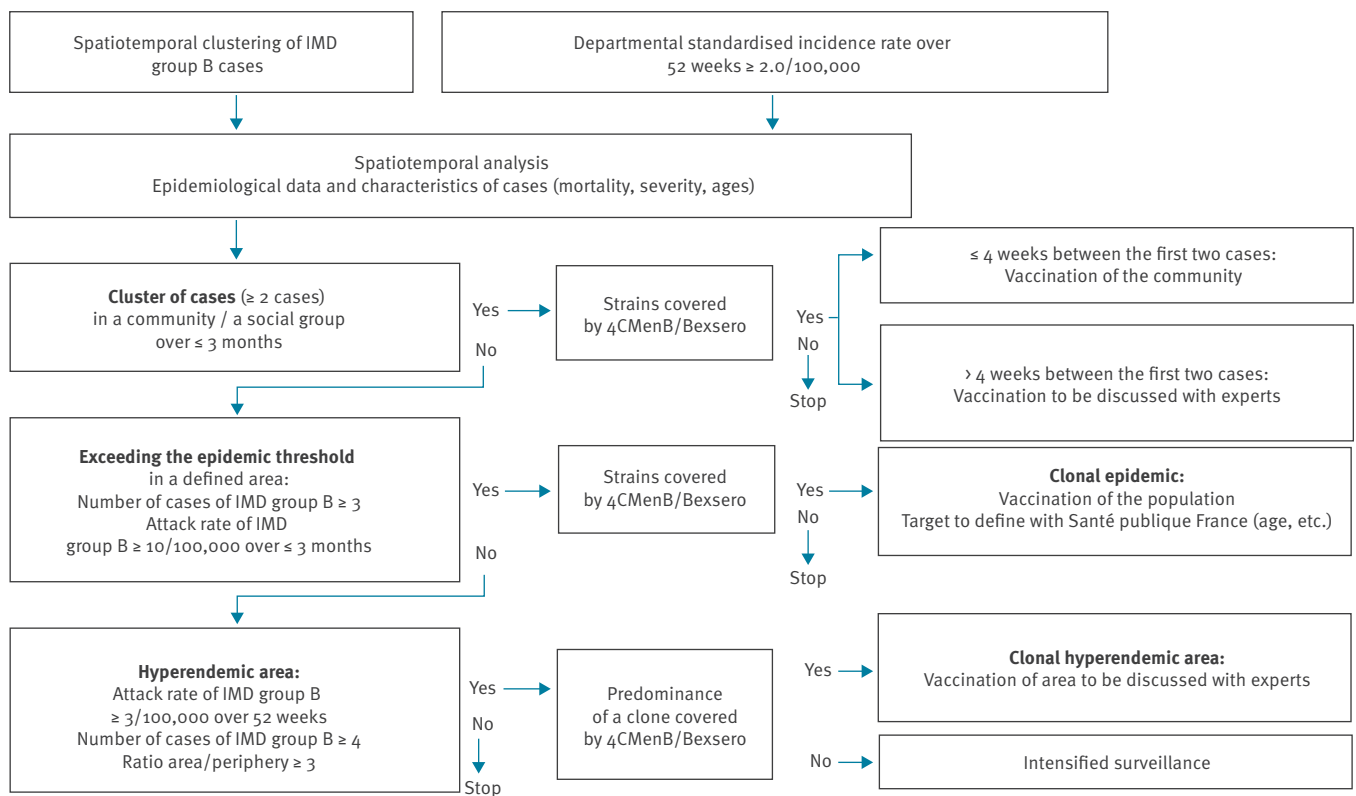 Spatiotemporal clustering of IMD
group B cases
Departmental standardised incidence rate over
52 weeks ≥ 2.0/100,000
Spatiotemporal analysis
Epidemiological data and characteristics of cases (mortality, severity, ages)
Cluster of cases (≥ 2 cases)
in a community / a social group
over ≤ 3 months
Yes
No
Strains covered
by 4CMenB/Bexsero
Yes
No
Stop
≤ 4 weeks between the first two cases:
Vaccination of the community
> 4 weeks between the first two cases:
Vaccination to be discussed with experts
Exceeding the epidemic threshold
in a defined area:
Number of cases of IMD group B ≥ 3
Attack rate of IMD
group B ≥ 10/100,000 over ≤ 3 months
Yes
No
Strains covered
by 4CMenB/Bexsero
Yes
No
Stop
Clonal epidemic:
Vaccination of the population
Target to define with Santé publique France (age, etc.)
Hyperendemic area:
Attack rate of IMD group B
≥ 3/100,000 over 52 weeks
Number of cases of IMD group B ≥ 4
Ratio area/periphery ≥ 3
Yes
No
Stop
Predominance
of a clone covered
by 4CMenB/Bexsero
Yes
Clonal hyperendemic area:
Vaccination of area to be discussed with experts
No
Intensified surveillance